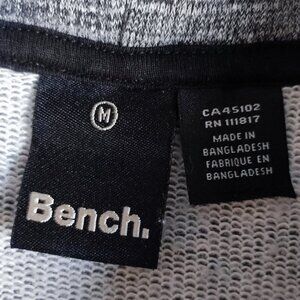 M
Bench.
CA45102
RN 111817
MADE IN
BANGLADESH
FABRIQUE EN
BANGLADESH